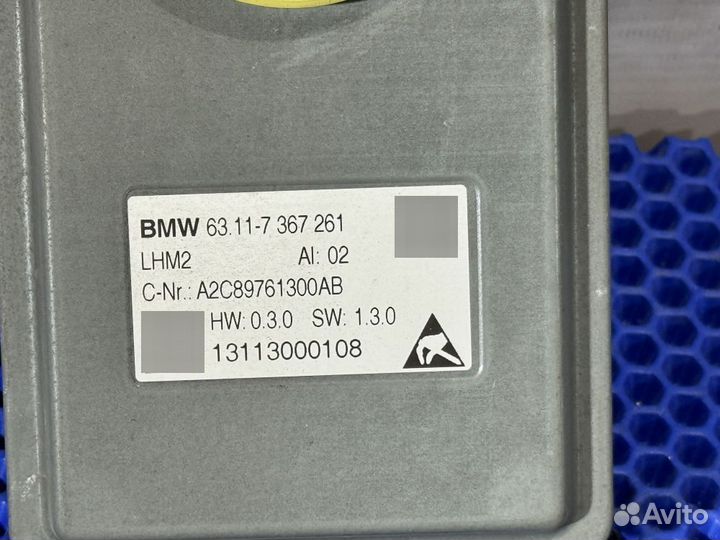 BMW 63.11-7 367 261
LHM2 AI: 02
C-Nr.: A2C89761300AB
HW: 0.3.0 SW: 1.3.0
13113000108
Avito